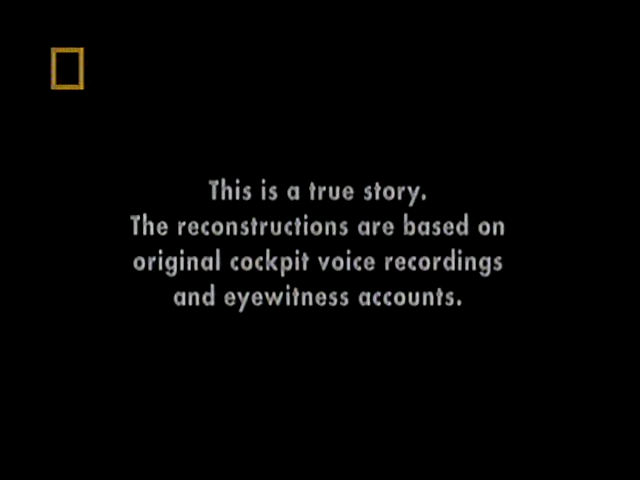 This is a true story.
The reconstructions are based on
original cockpit voice recordings
and eyewitness accounts.